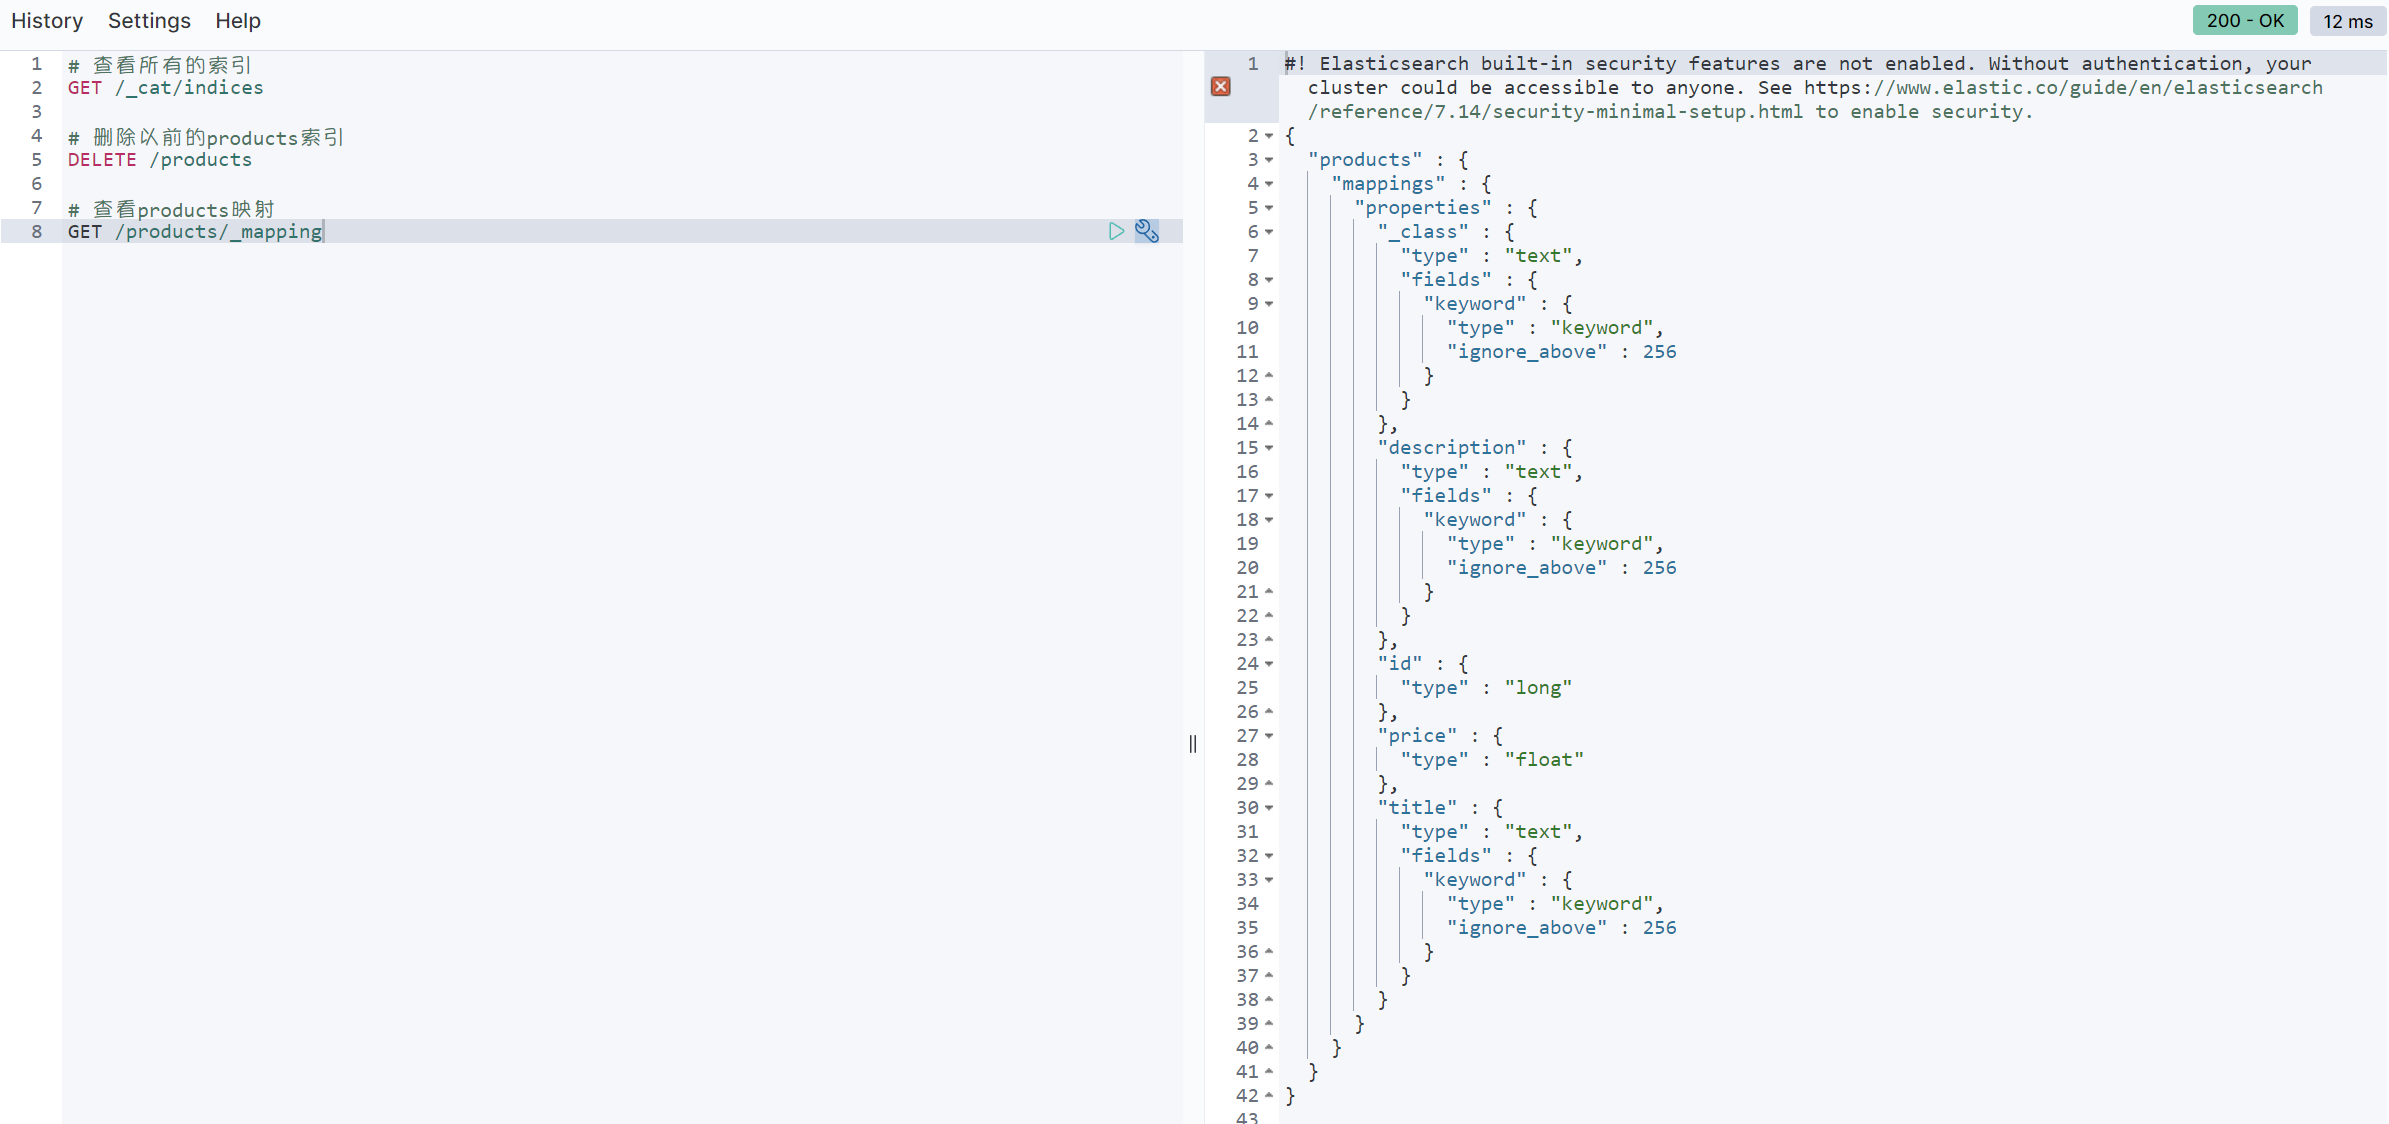 History Settings Help
200 - OK 12 ms
1 # 查看所有的索引
2 GET /_cat/indices
3
4 # 删除以前的products索引
5 DELETE /products
6
7 # 查看products映射
8 GET /products/_mapping
1 #! Elasticsearch built-in security features are not enabled. Without authentication, your
cluster could be accessible to anyone. See https://www.elastic.co/guide/en/elasticsearch
/reference/7.14/security-minimal-setup.html to enable security.
2 {
3 "products" : {
4 "mappings" : {
5 "properties" : {
6 "_class" : {
7 "type" : "text",
8 "fields" : {
9 "keyword" : {
10 "type" : "keyword",
11 "ignore_above" : 256
12 }
13 }
14 },
15 "description" : {
16 "type" : "text",
17 "fields" : {
18 "keyword" : {
19 "type" : "keyword",
20 "ignore_above" : 256
21 }
22 }
23 },
24 "id" : {
25 "type" : "long"
26 },
27 "price" : {
28 "type" : "float"
29 },
30 "title" : {
31 "type" : "text",
32 "fields" : {
33 "keyword" : {
34 "type" : "keyword",
35 "ignore_above" : 256
36 }
37 }
38 }
39 }
40 }
41 }
42 }
43